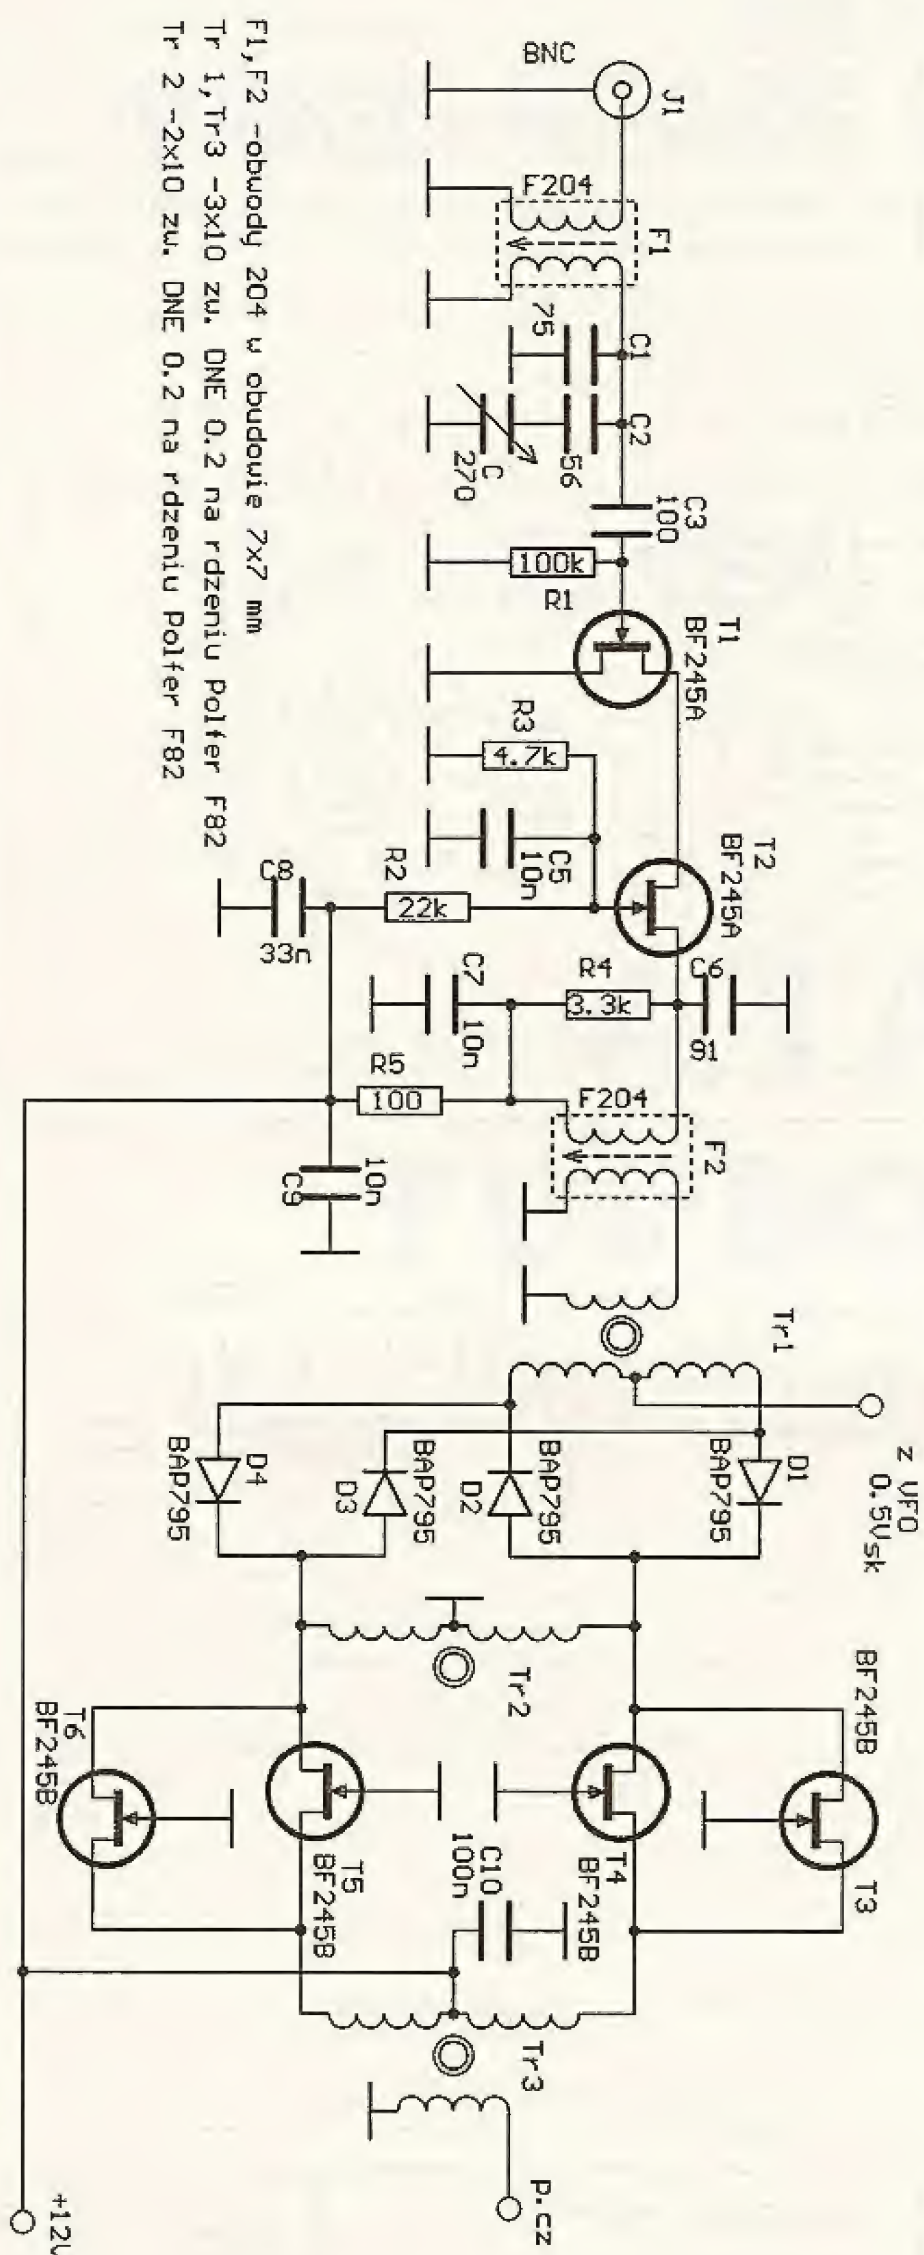 J1
BNC
F204
F1
C1
75
C2
56
C
270
C3
100
100k
R1
T1
BF245A
R3
4.7k
C5
10n
T2
BF245A
R2
22k
C8
33n
C7
10n
R4
3.3k
C6
91
R5
100
F204
F2
10n
C9
Tr1
z VFO
0.5Vsk
D1
BAP795
BAP795
D2
BAP795
D3
D4
BAP795
Tr2
BF245B
T3
T4
BF245B
T5
BF245B
T6
BF245B
C10
100n
Tr3
p.cz
+12V
F1,F2 -obwody 204 w obudowie 7x7 mm
Tr 1,Tr3 -3x10 zw. DNE 0.2 na rdzeniu Polfer F82
Tr 2 -2x10 zw. DNE 0.2 na rdzeniu Polfer F82